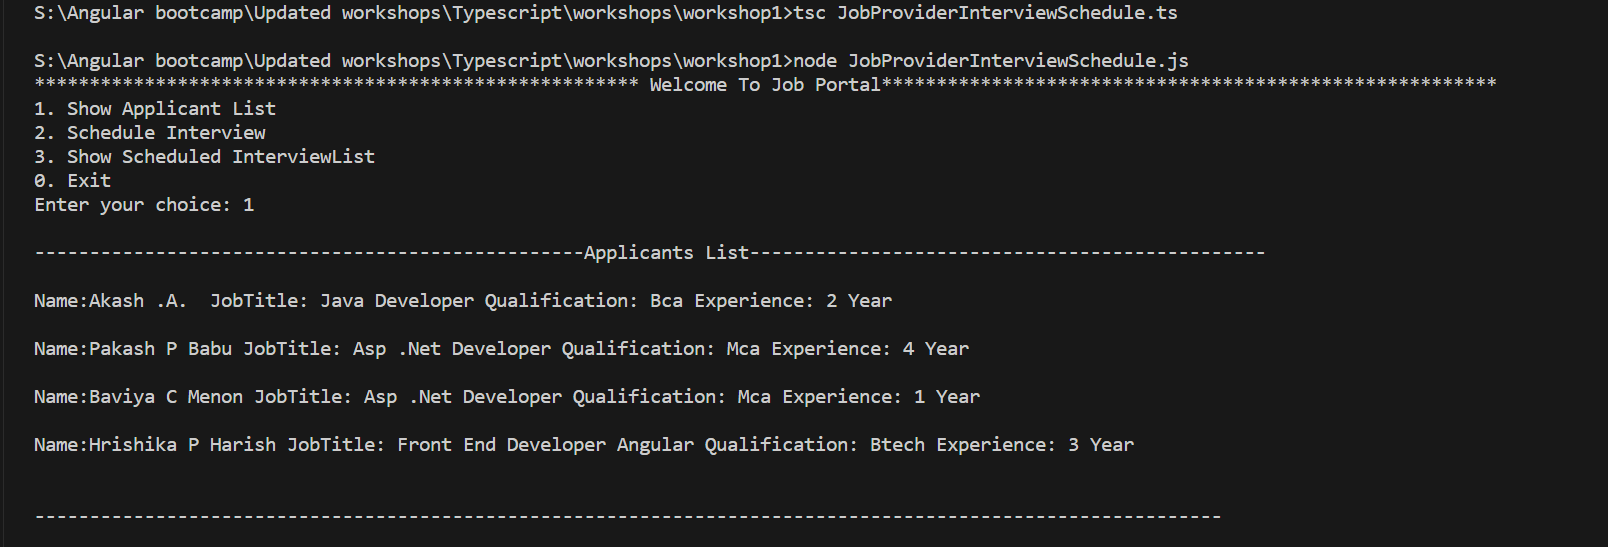 S:\Angular bootcamp\Updated workshops\Typescript\workshops\workshop1>tsc JobProviderInterviewSchedule.ts
S:\Angular bootcamp\Updated workshops\Typescript\workshops\workshop1>node JobProviderInterviewSchedule.js
******************************************************* Welcome To Job Portal********************************************************
1. Show Applicant List
2. Schedule Interview
3. Show Scheduled InterviewList
0. Exit
Enter your choice: 1
--------------------------------------------------Applicants List-----------------------------------------------
Name:Akash .A.  JobTitle: Java Developer Qualification: Bca Experience: 2 Year
Name:Pakash P Babu JobTitle: Asp .Net Developer Qualification: Mca Experience: 4 Year
Name:Baviya C Menon JobTitle: Asp .Net Developer Qualification: Mca Experience: 1 Year
Name:Hrishika P Harish JobTitle: Front End Developer Angular Qualification: Btech Experience: 3 Year
------------------------------------------------------------------------------------------------------------